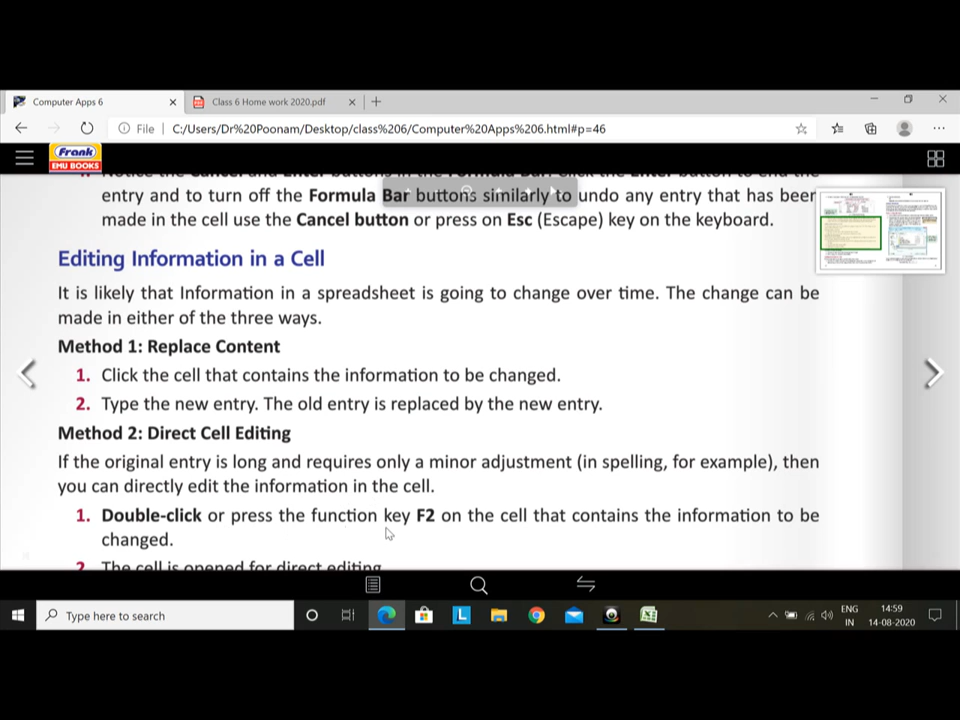 Computer Apps 6
Class 6 Home work 2020.pdf
File | C:/Users/Dr%20Poonam/Desktop/class%206/Computer%20Apps%206.html#p=46
Frank
EMU BOOKS
entry and to turn off the Formula Bar buttons similarly to undo any entry that has been
made in the cell use the Cancel button or press on Esc (Escape) key on the keyboard.
Editing Information in a Cell
It is likely that Information in a spreadsheet is going to change over time. The change can be
made in either of the three ways.
Method 1: Replace Content
1. Click the cell that contains the information to be changed.
2. Type the new entry. The old entry is replaced by the new entry.
Method 2: Direct Cell Editing
If the original entry is long and requires only a minor adjustment (in spelling, for example), then
you can directly edit the information in the cell.
1. Double-click or press the function key F2 on the cell that contains the information to be
changed.
2. The cell is opened for direct editing
Type here to search
ENG
IN
14:59
14-08-2020